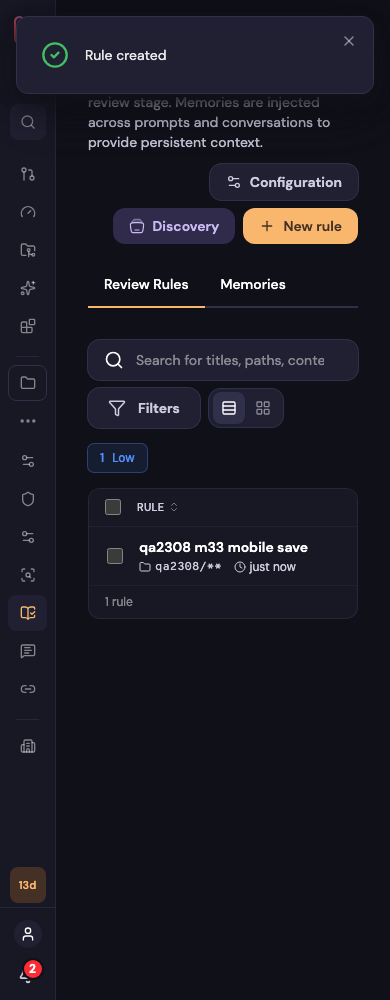 Rule created
review stage. Memories are injected
across prompts and conversations to
provide persistent context.
Configuration
Discovery
New rule
Review Rules
Memories
Search for titles, paths, conte
Filters
1 Low
RULE
qa2308 m33 mobile save
qa2308/** just now
1 rule
13d
2